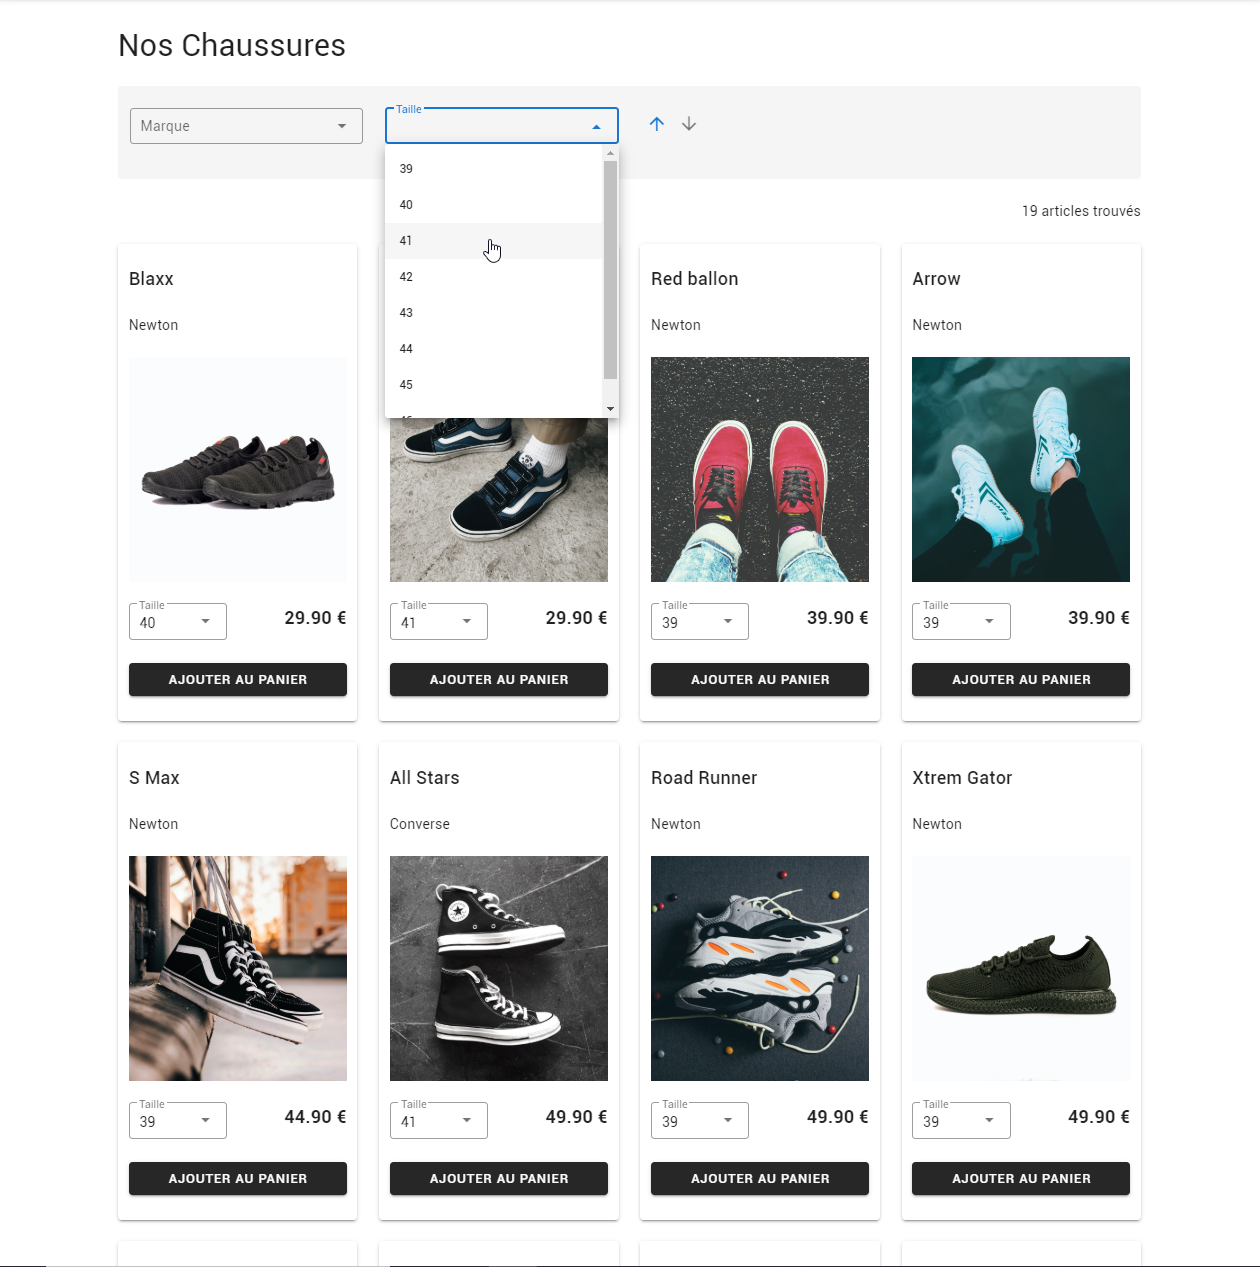 Nos Chaussures
Marque
Taille
39
40
41
42
43
44
45
19 articles trouvés
Blaxx
Newton
Taille
40
29.90 €
AJOUTER AU PANIER
Taille
41
29.90 €
AJOUTER AU PANIER
Red ballon
Newton
Taille
39
39.90 €
AJOUTER AU PANIER
Arrow
Newton
Taille
39
39.90 €
AJOUTER AU PANIER
S Max
Newton
Taille
39
44.90 €
AJOUTER AU PANIER
All Stars
Converse
Taille
41
49.90 €
AJOUTER AU PANIER
Road Runner
Newton
Taille
39
49.90 €
AJOUTER AU PANIER
Xtrem Gator
Newton
Taille
39
49.90 €
AJOUTER AU PANIER